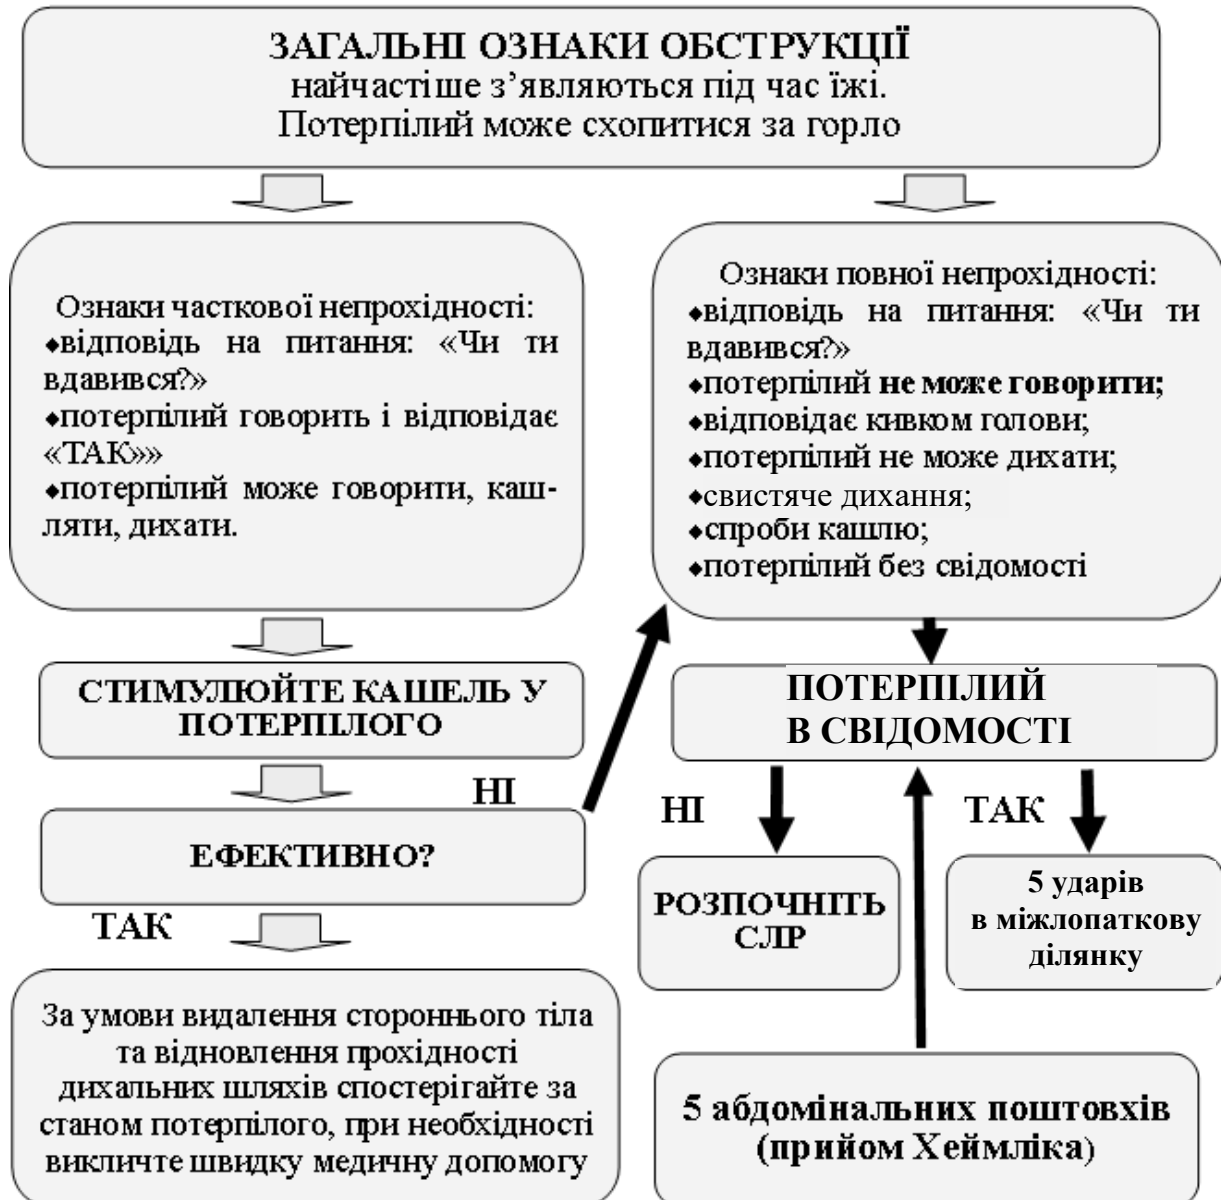 ЗАГАЛЬНІ ОЗНАКИ ОБСТРУКЦІЇ
найчастіше з’являються під час їжі.
Потерпілий може схопитися за горло
Ознаки часткової непрохідності:
♦відповідь на питання: «Чи ти
вдавився?»
♦потерпілий говорить і відповідає
«ТАК»»
♦потерпілий може говорити, каш-
ляти, дихати.
СТИМУЛЮЙТЕ КАШЕЛЬ У
ПОТЕРПІЛОГО
НІ
ЕФЕКТИВНО?
ТАК
За умови видалення стороннього тіла
та відновлення прохідності
дихальних шляхів спостерігайте за
станом потерпілого, при необхідності
викличте швидку медичну допомогу
Ознаки повної непрохідності:
♦відповідь на питання: «Чи ти
вдавився?»
♦потерпілий не може говорити;
♦відповідає кивком голови;
♦потерпілий не може дихати;
♦свистяче дихання;
♦спроби кашлю;
♦потерпілий без свідомості
ПОТЕРПІЛИЙ
В СВІДОМОСТІ
НІ
ТАК
РОЗПОЧНІТЬ
СЛР
5 ударів
в міжлопаткову
ділянку
5 абдомінальних поштовхів
(прийом Хеймліка)